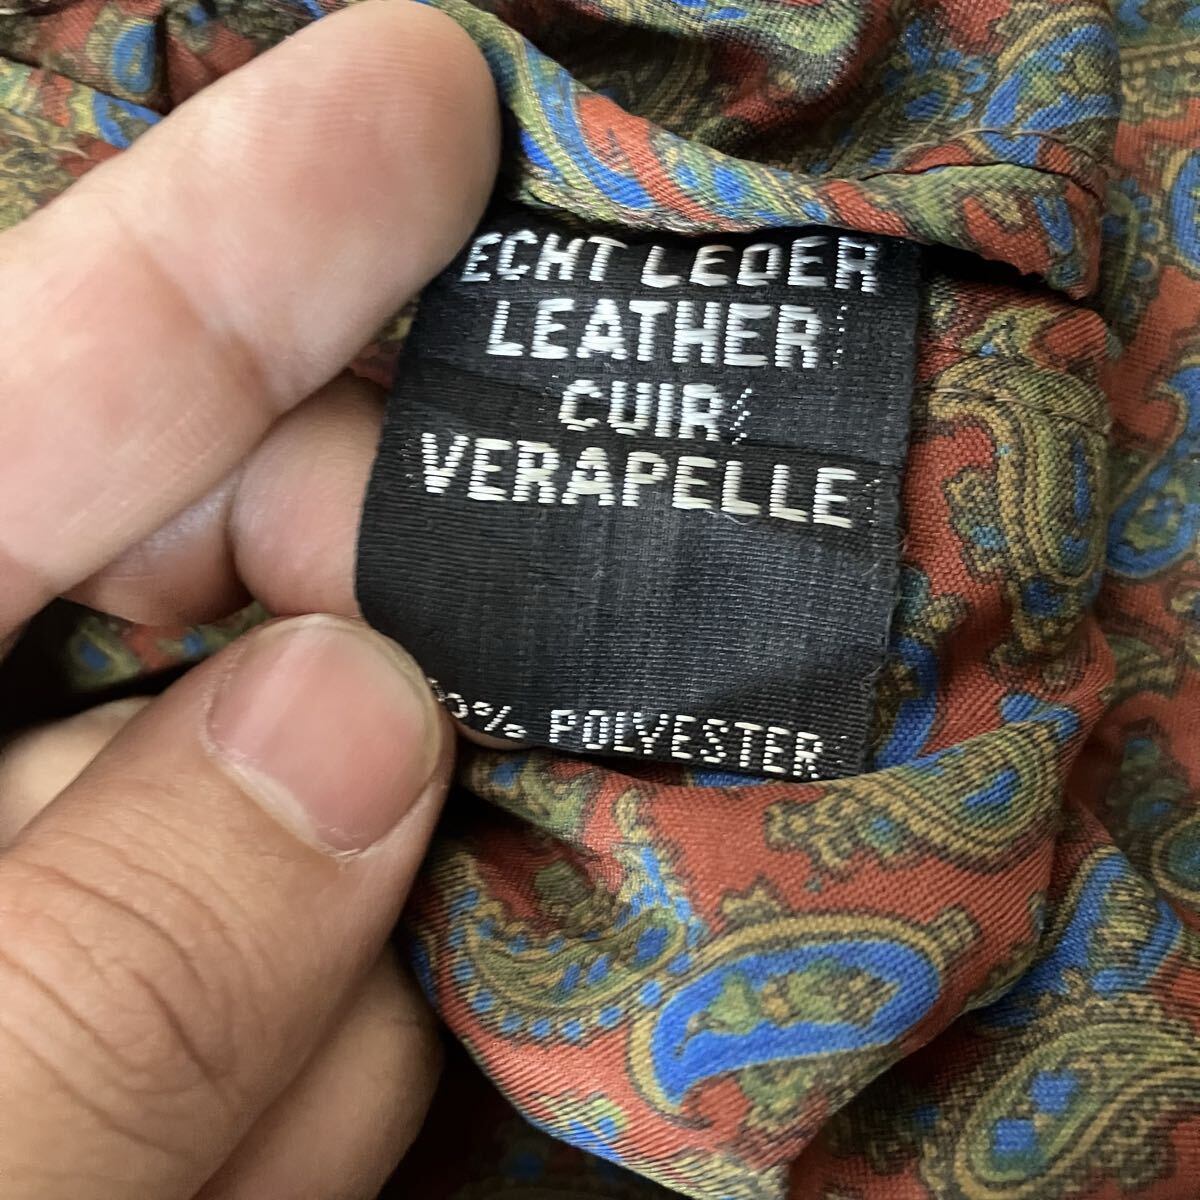 ECHT LEDER
LEATHER
CUIR/
VERAPELLE
% POLYESTER